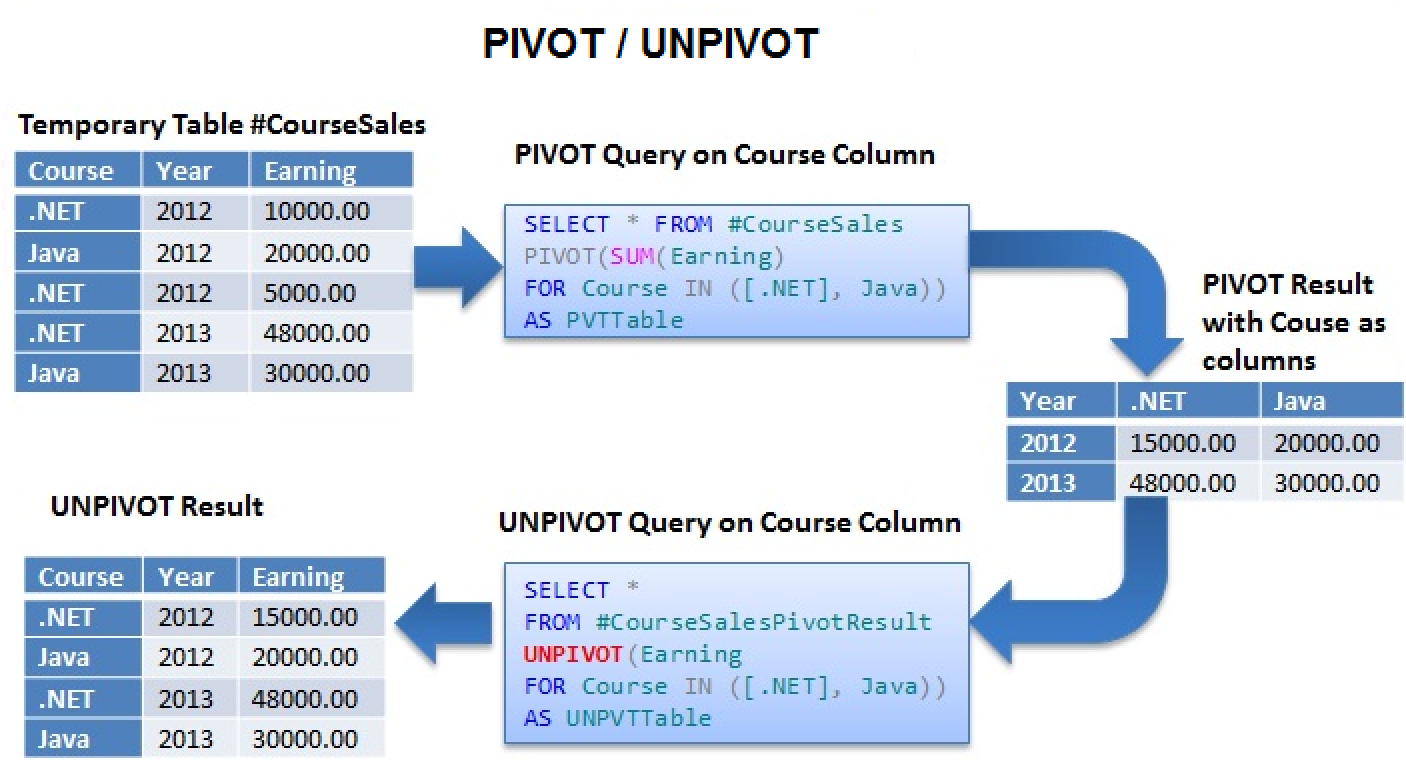 PIVOT / UNPIVOT
Temporary Table #CourseSales
Course Year Earning
.NET 2012 10000.00
Java 2012 20000.00
.NET 2012 5000.00
.NET 2013 48000.00
Java 2013 30000.00
PIVOT Query on Course Column
SELECT * FROM #CourseSales
PIVOT(SUM(Earning)
FOR Course IN ([.NET], Java))
AS PVTTable
PIVOT Result
with Couse as
columns
Year .NET Java
2012 15000.00 20000.00
2013 48000.00 30000.00
UNPIVOT Query on Course Column
SELECT *
FROM #CourseSalesPivotResult
UNPIVOT(Earning
FOR Course IN ([.NET], Java))
AS UNPVTTable
UNPIVOT Result
Course Year Earning
.NET 2012 15000.00
Java 2012 20000.00
.NET 2013 48000.00
Java 2013 30000.00